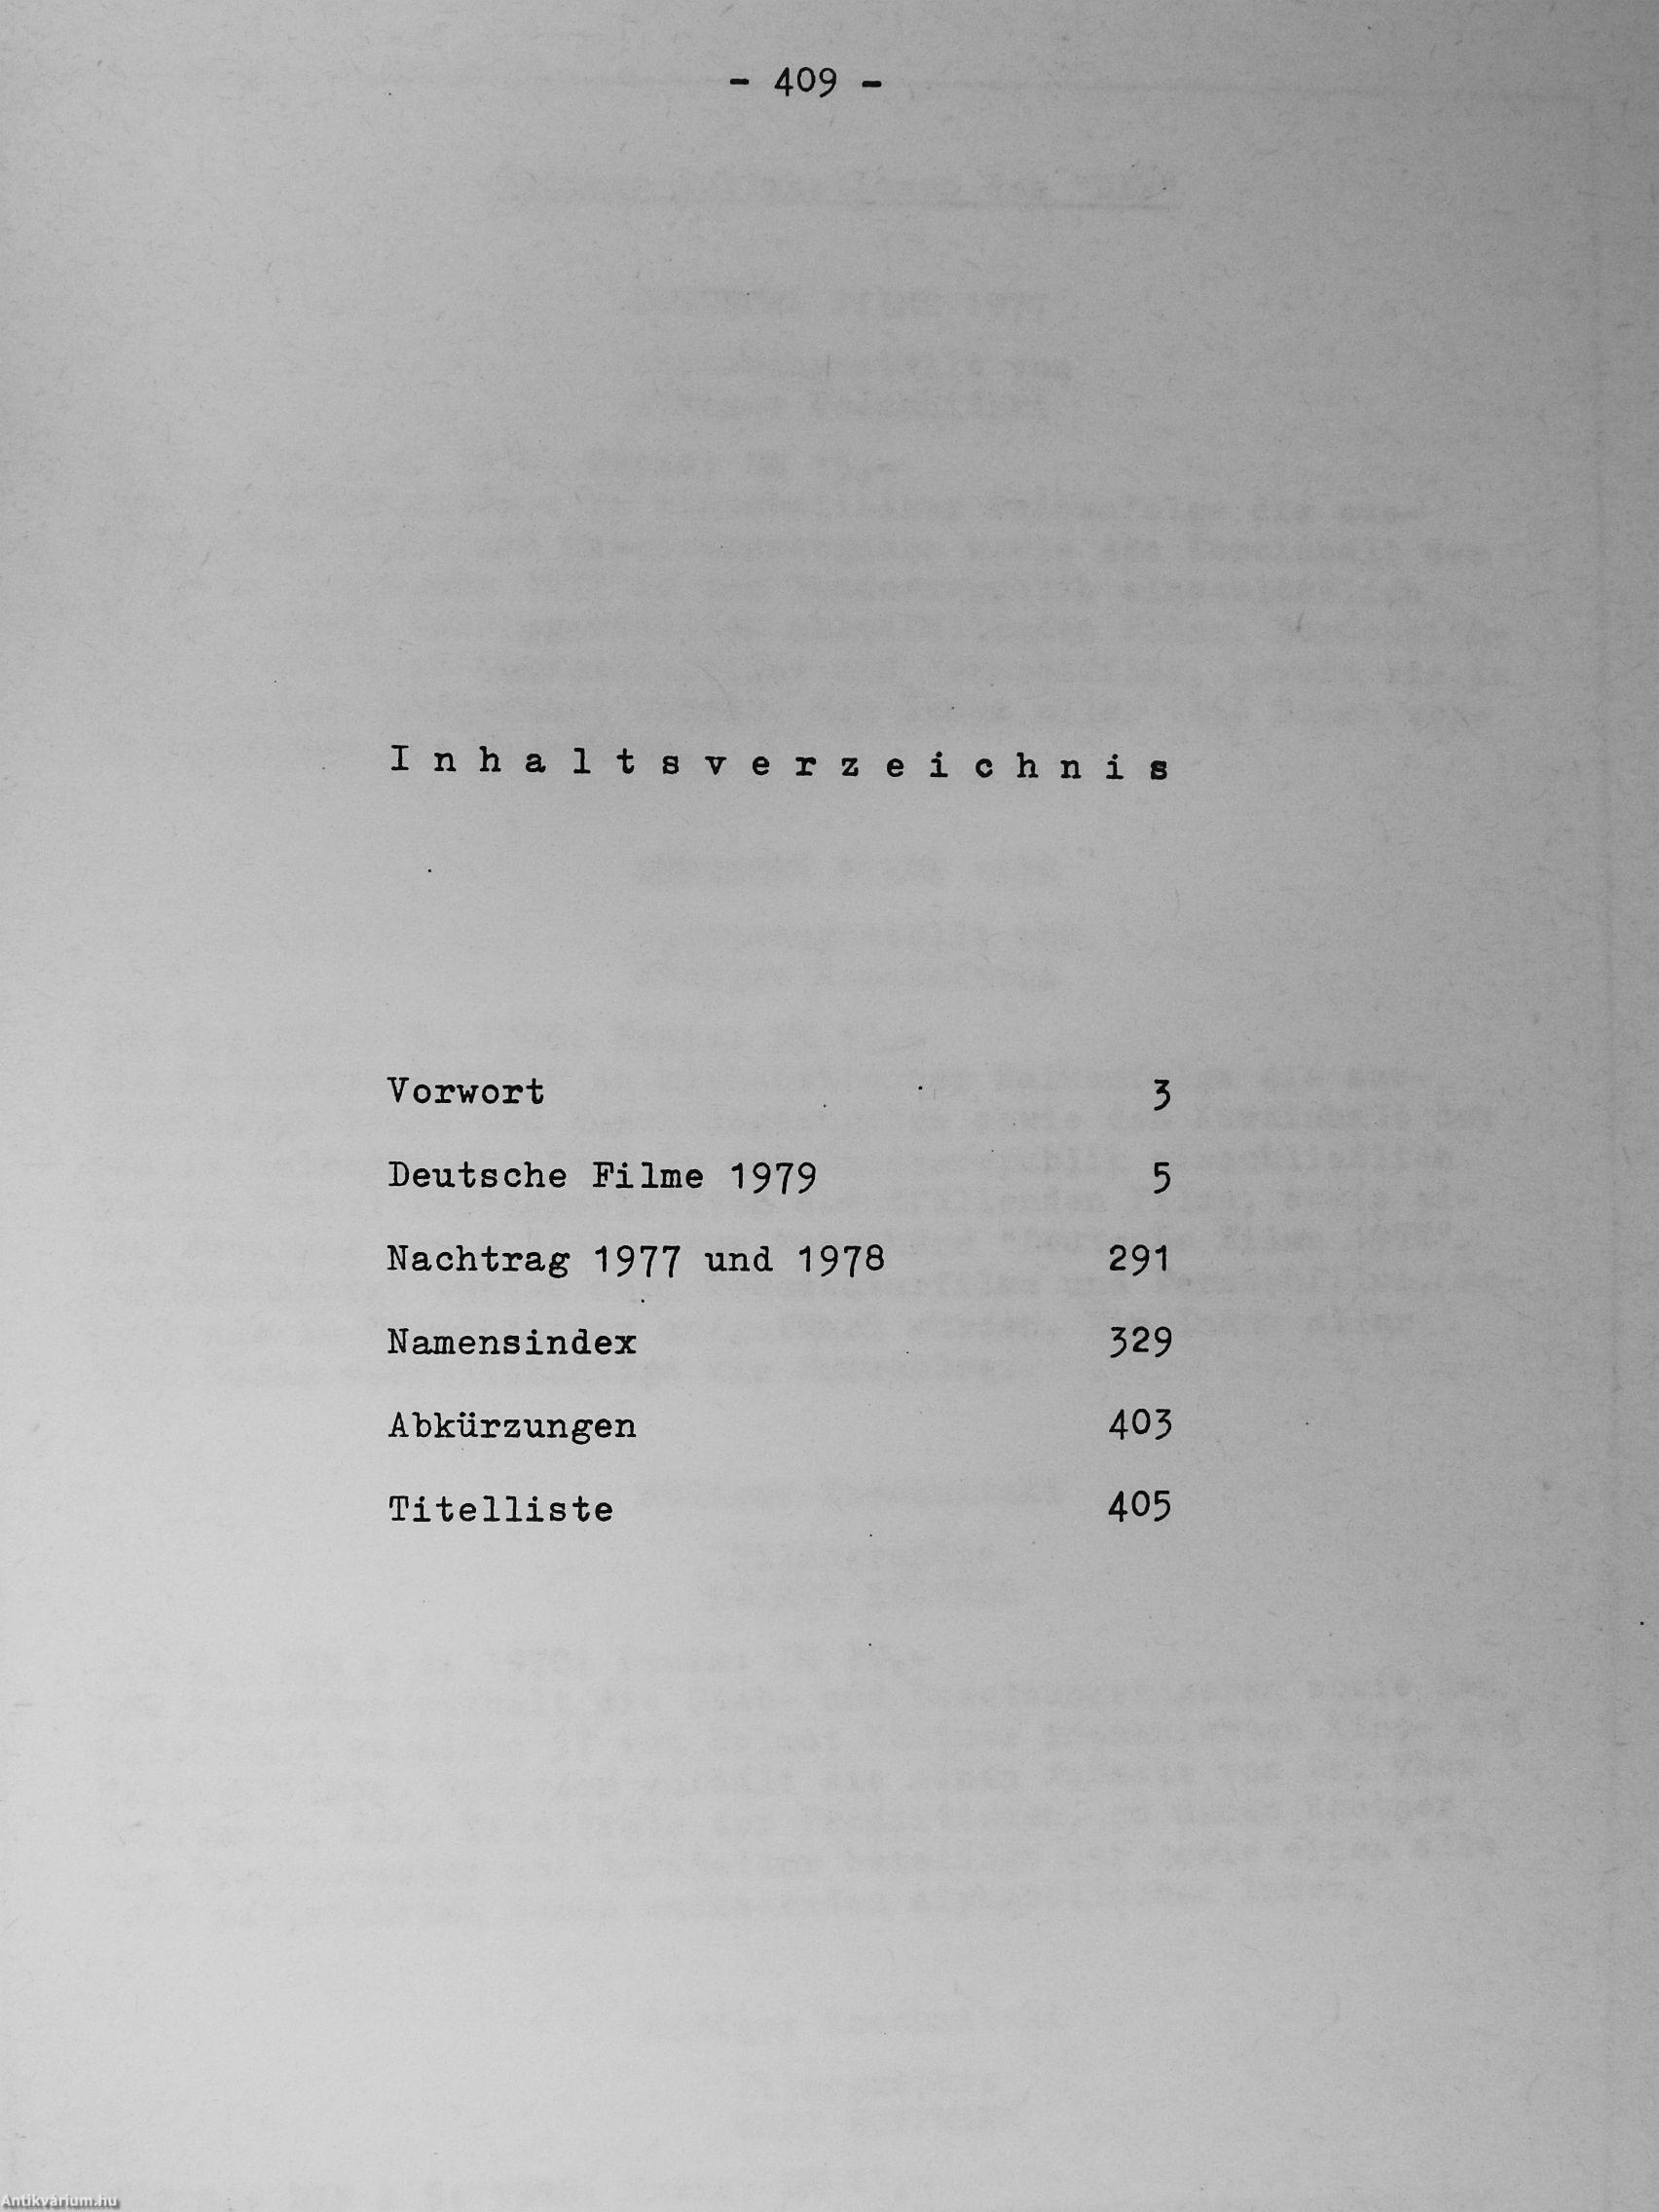 - 409 -
I n h a l t s v e r z e i c h n i s
Vorwort 3
Deutsche Filme 1979 5
Nachtrag 1977 und 1978 291
Namensindex 329
Abkürzungen 403
Titelliste 405
Antikvárium.hu